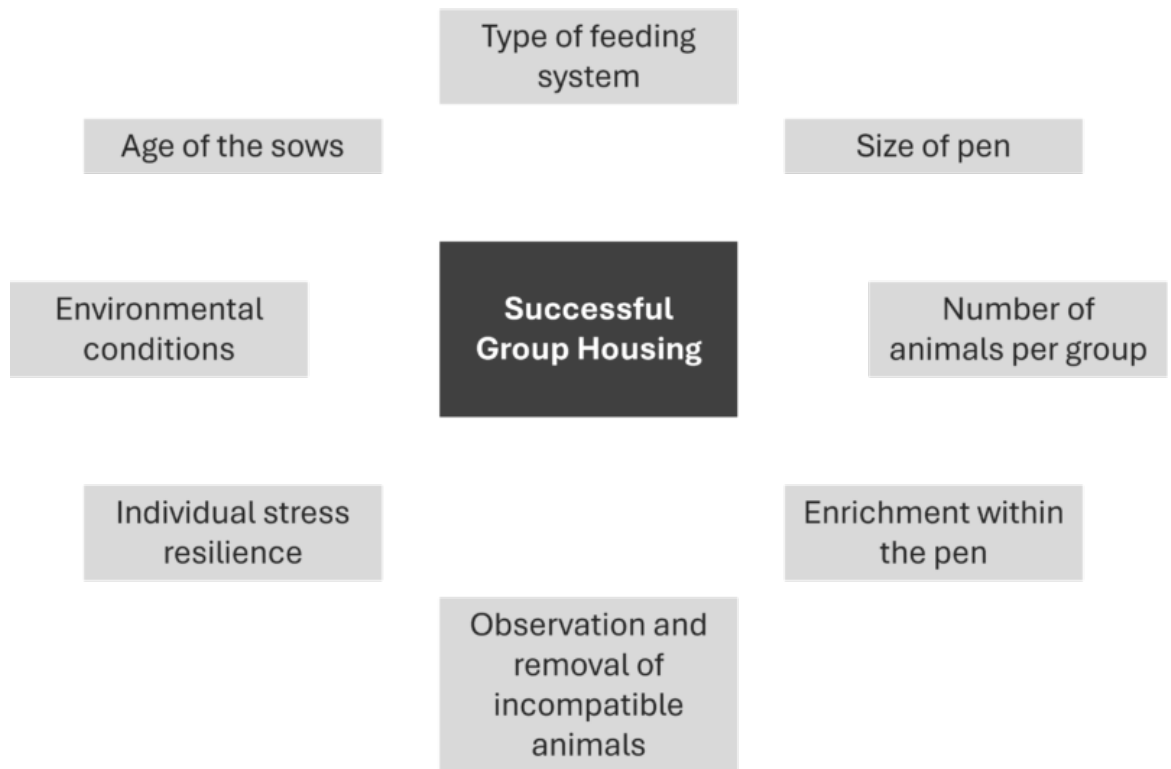 Type of feeding
system
Age of the sows
Size of pen
Environmental
conditions
Successful
Group Housing
Number of
animals per group
Individual stress
resilience
Enrichment within
the pen
Observation and
removal of
incompatible
animals